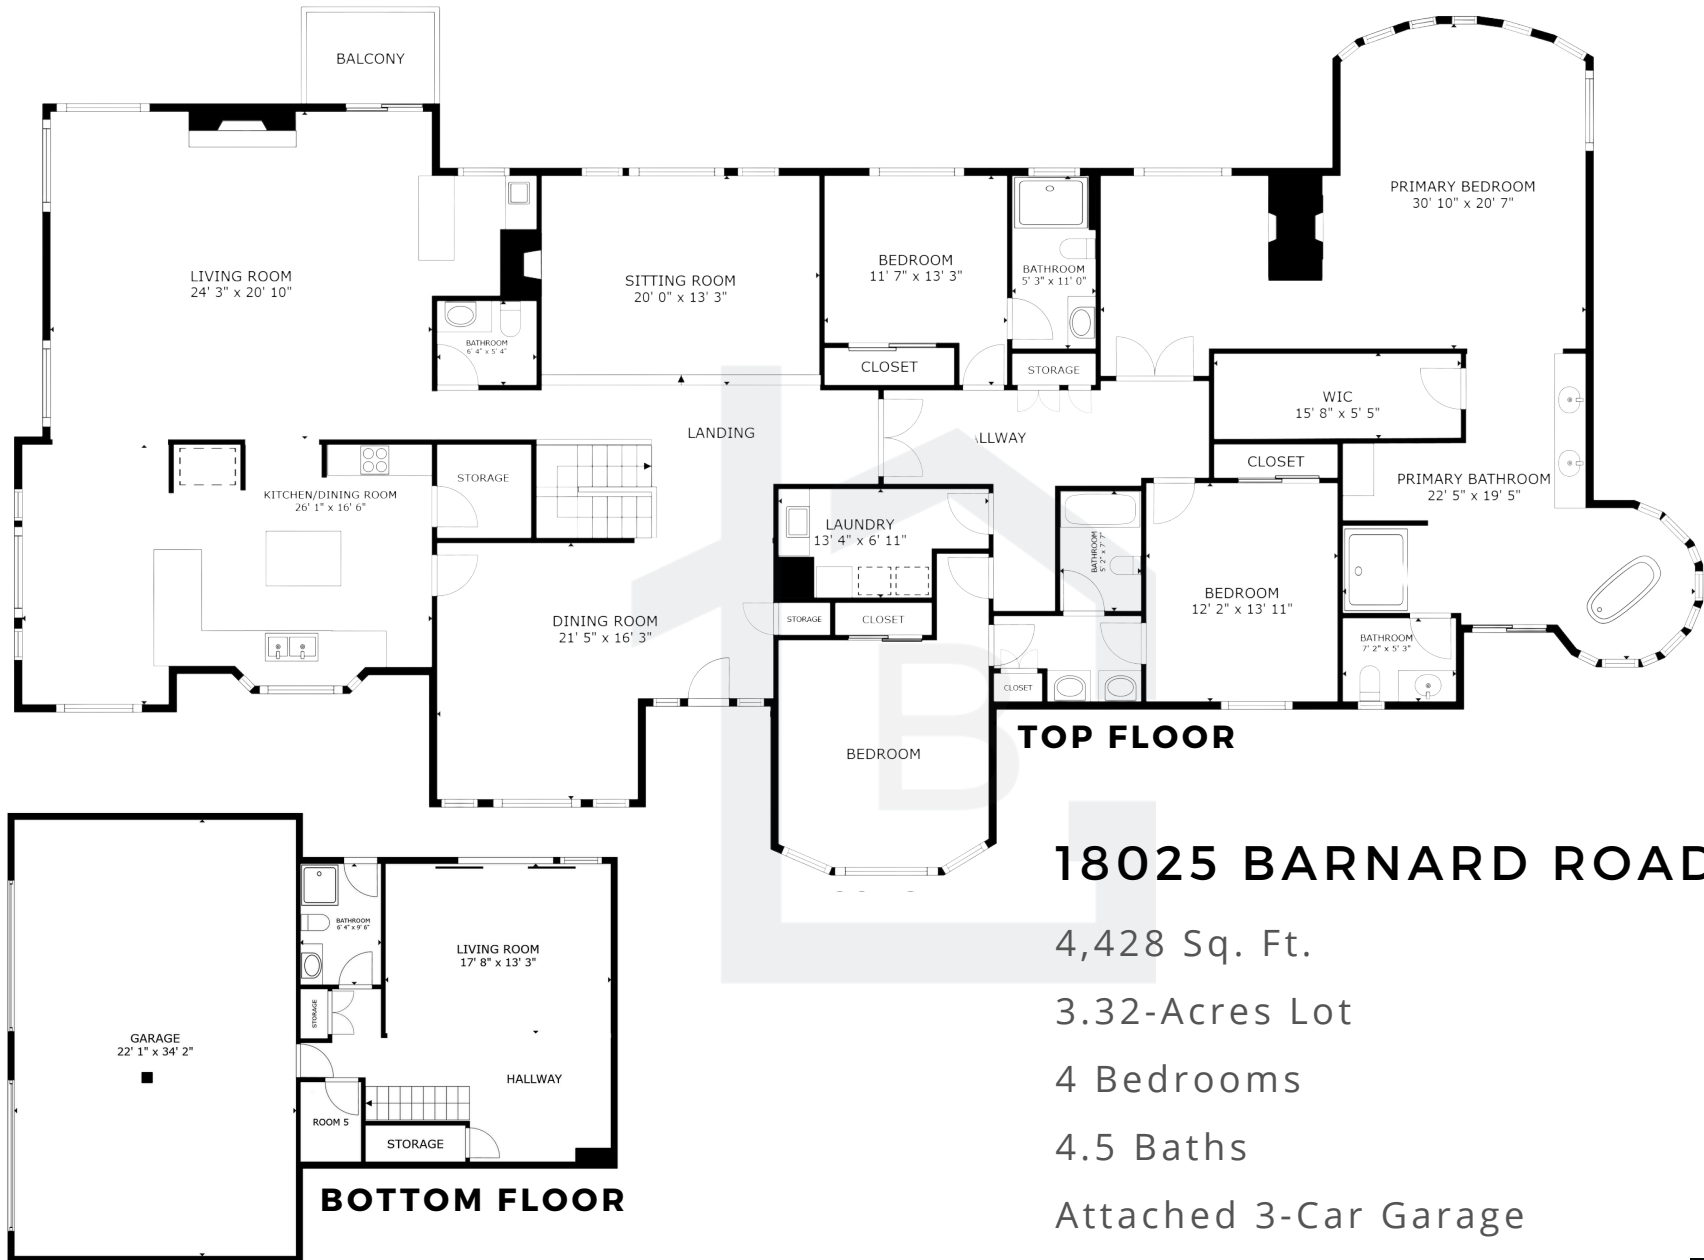 BALCONY
LIVING ROOM
24' 3" x 20' 10"
BATHROOM
6' 4" x 5' 4"
SITTING ROOM
20' 0" x 13' 3"
BEDROOM
11' 7" x 13' 3"
CLOSET
BATHROOM
5' 3" x 11' 0"
STORAGE
PRIMARY BEDROOM
30' 10" x 20' 7"
WIC
15' 8" x 5' 5"
CLOSET
PRIMARY BATHROOM
22' 5" x 19' 5"
LANDING
ALLWAY
KITCHEN/DINING ROOM
26' 1" x 16' 6"
STORAGE
LAUNDRY
13' 4" x 6' 11"
BATHROOM
5' 2" x 7' 7"
BEDROOM
12' 2" x 13' 11"
DINING ROOM
21' 5" x 16' 3"
STORAGE
CLOSET
BATHROOM
7' 2" x 5' 3"
CLOSET
BEDROOM
B
TOP FLOOR
GARAGE
22' 1" x 34' 2"
BATHROOM
6' 4" x 9' 6"
LIVING ROOM
17' 8" x 13' 3"
STORAGE
HALLWAY
ROOM 5
STORAGE
BOTTOM FLOOR
18025 BARNARD ROAD
4,428 Sq. Ft.
3.32-Acres Lot
4 Bedrooms
4.5 Baths
Attached 3-Car Garage